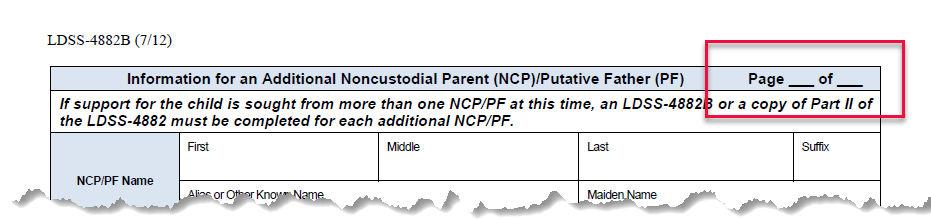 LDSS-4882B (7/12)
Information for an Additional Noncustodial Parent (NCP)/Putative Father (PF) Page ___ of ___
If support for the child is sought from more than one NCP/PF at this time, an LDSS-4882B or a copy of Part II of
the LDSS-4882 must be completed for each additional NCP/PF.
First Middle Last Suffix
NCP/PF Name
Alias or Other Known Name Maiden Name